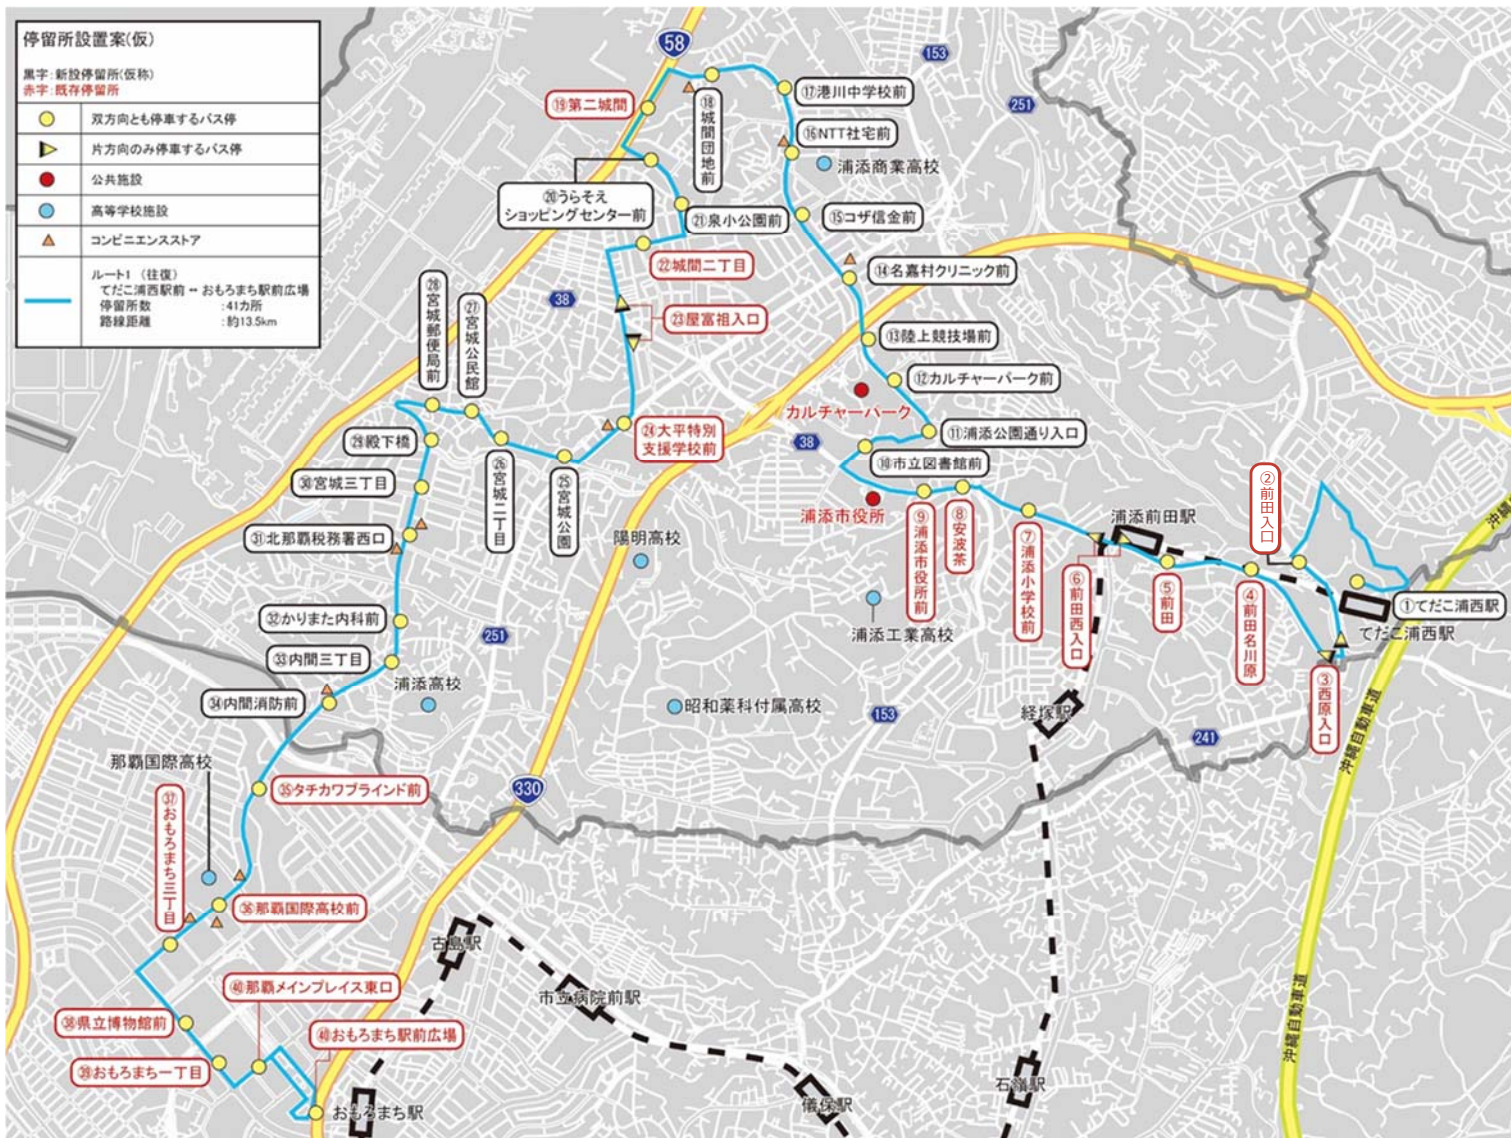 停留所設置案(仮)
黒字:新設停留所(仮称)
赤字:既存停留所
双方向とも停車するバス停
片方向のみ停車するバス停
公共施設
高等学校施設
コンビニエンスストア
ルート1 (往復)
てだこ浦西駅前 ↔ おもろまち駅前広場
停留所数 :41カ所
路線距離 :約13.5km
58
153
251
⑲第二城間
⑱城間団地前
⑰港川中学校前
⑯NTT社宅前
浦添商業高校
⑳うらそえ
ショッピングセンター前
㉑泉小公園前
⑮コザ信金前
㉒城間二丁目
⑭名嘉村クリニック前
38
㉓屋富祖入口
⑬陸上競技場前
㉘宮城郵便局前
㉗宮城公民館
⑫カルチャーパーク前
カルチャーパーク
㉔大平特別
支援学校前
38
⑪浦添公園通り入口
㉙殿下橋
⑩市立図書館前
㉚宮城三丁目
㉖宮城二丁目
㉕宮城公園
浦添市役所
⑨浦添市役所前
⑧安波茶
⑦浦添小学校前
浦添前田駅
②前田入口
㉛北那覇税務署西口
陽明高校
⑥前田西入口
⑤前田
④前田名川原
①てだこ浦西駅
てだこ浦西駅
浦添工業高校
㉜かりまた内科前
251
㉝内間三丁目
③西原入口
浦添高校
㉞内間消防前
昭和薬科付属高校
153
経塚駅
241
沖縄自動車道
沖縄自動車道
那覇国際高校
330
㉟タチカワブラインド前
㊲おもろまち三丁目
㊱那覇国際高校前
古島駅
㊵那覇メインプレイス東口
市立病院前駅
㊳県立博物館前
㊵おもろまち駅前広場
㊴おもろまち一丁目
おもろまち駅
儀保駅
石嶺駅